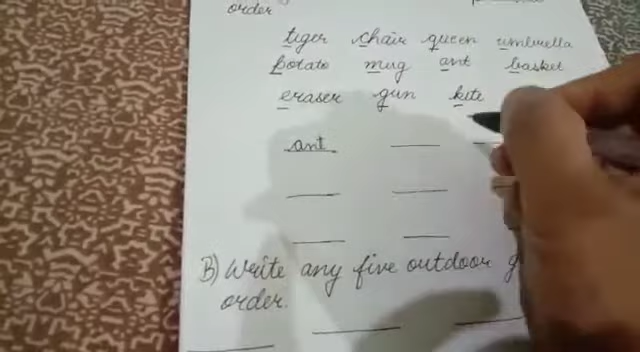 order
tiger chair queen umbrella
potato mug ant basket
eraser gun kite
ant
B) Write any five outdoor
order.